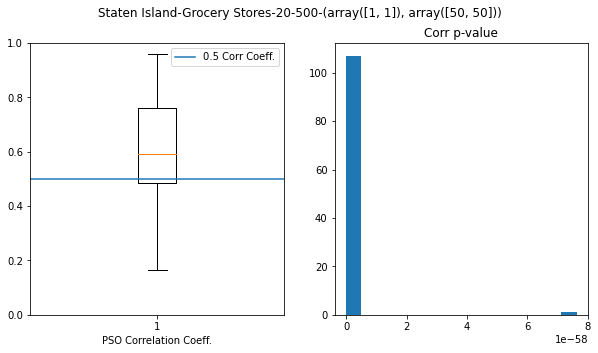 Staten Island-Grocery Stores-20-500-(array([1, 1]), array([50, 50]))
1.0
0.8
0.6
0.4
0.2
0.0
0.5 Corr Coeff.
1
PSO Correlation Coeff.
Corr p-value
100
80
60
40
20
0
0 2 4 6 8
1e−58